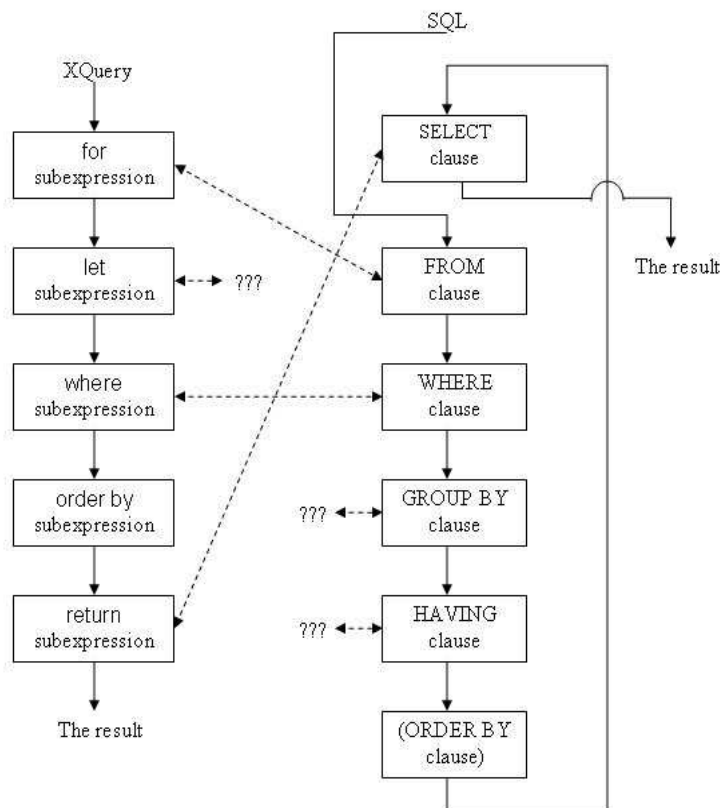 SQL
XQuery
for
subexpression
SELECT
clause
let
subexpression
???
FROM
clause
The result
where
subexpression
WHERE
clause
order by
subexpression
???
GROUP BY
clause
return
subexpression
???
HAVING
clause
The result
(ORDER BY
clause)